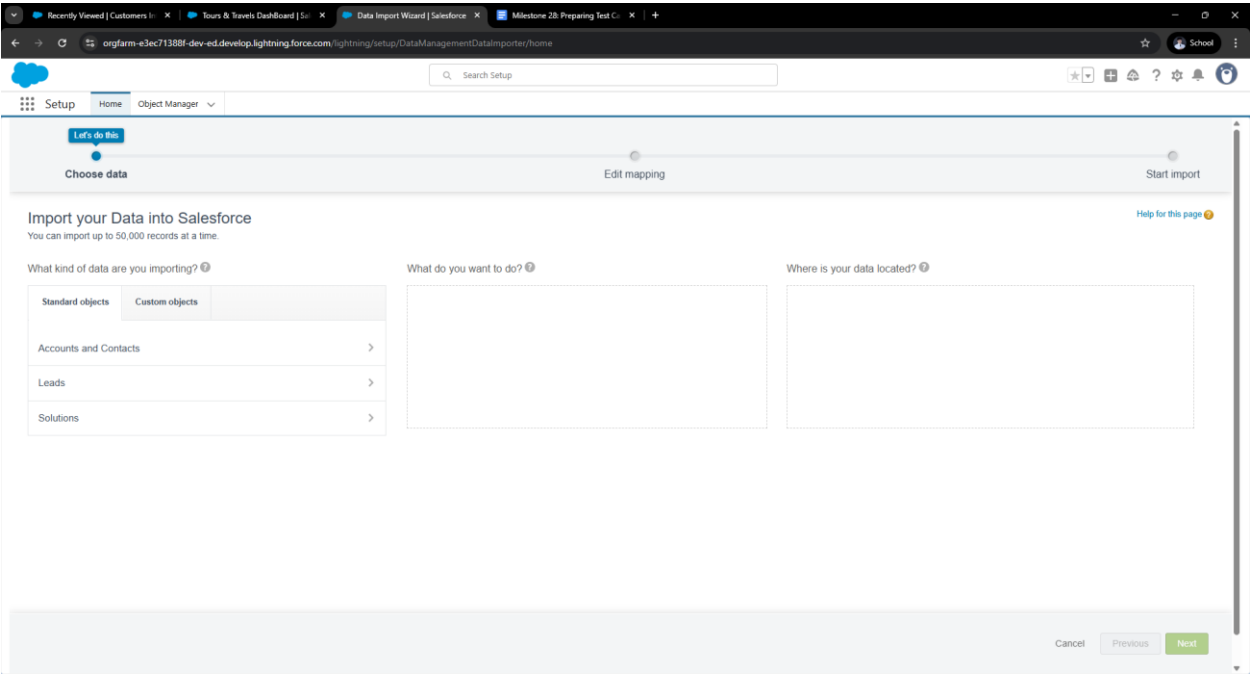 Recently Viewed | Customers In
Tours & Travels DashBoard | Sal
Data Import Wizard | Salesforce
Milestone 28: Preparing Test Ca
orgfarm-e3ec71388f-dev-ed.develop.lightning.force.com/lightning/setup/DataManagementDataImporter/home
School
Search Setup
Setup
Home
Object Manager
Let's do this
Choose data
Edit mapping
Start import
Import your Data into Salesforce
Help for this page
You can import up to 50,000 records at a time.
What kind of data are you importing?
What do you want to do?
Where is your data located?
Standard objects
Custom objects
Accounts and Contacts
Leads
Solutions
Cancel
Previous
Next